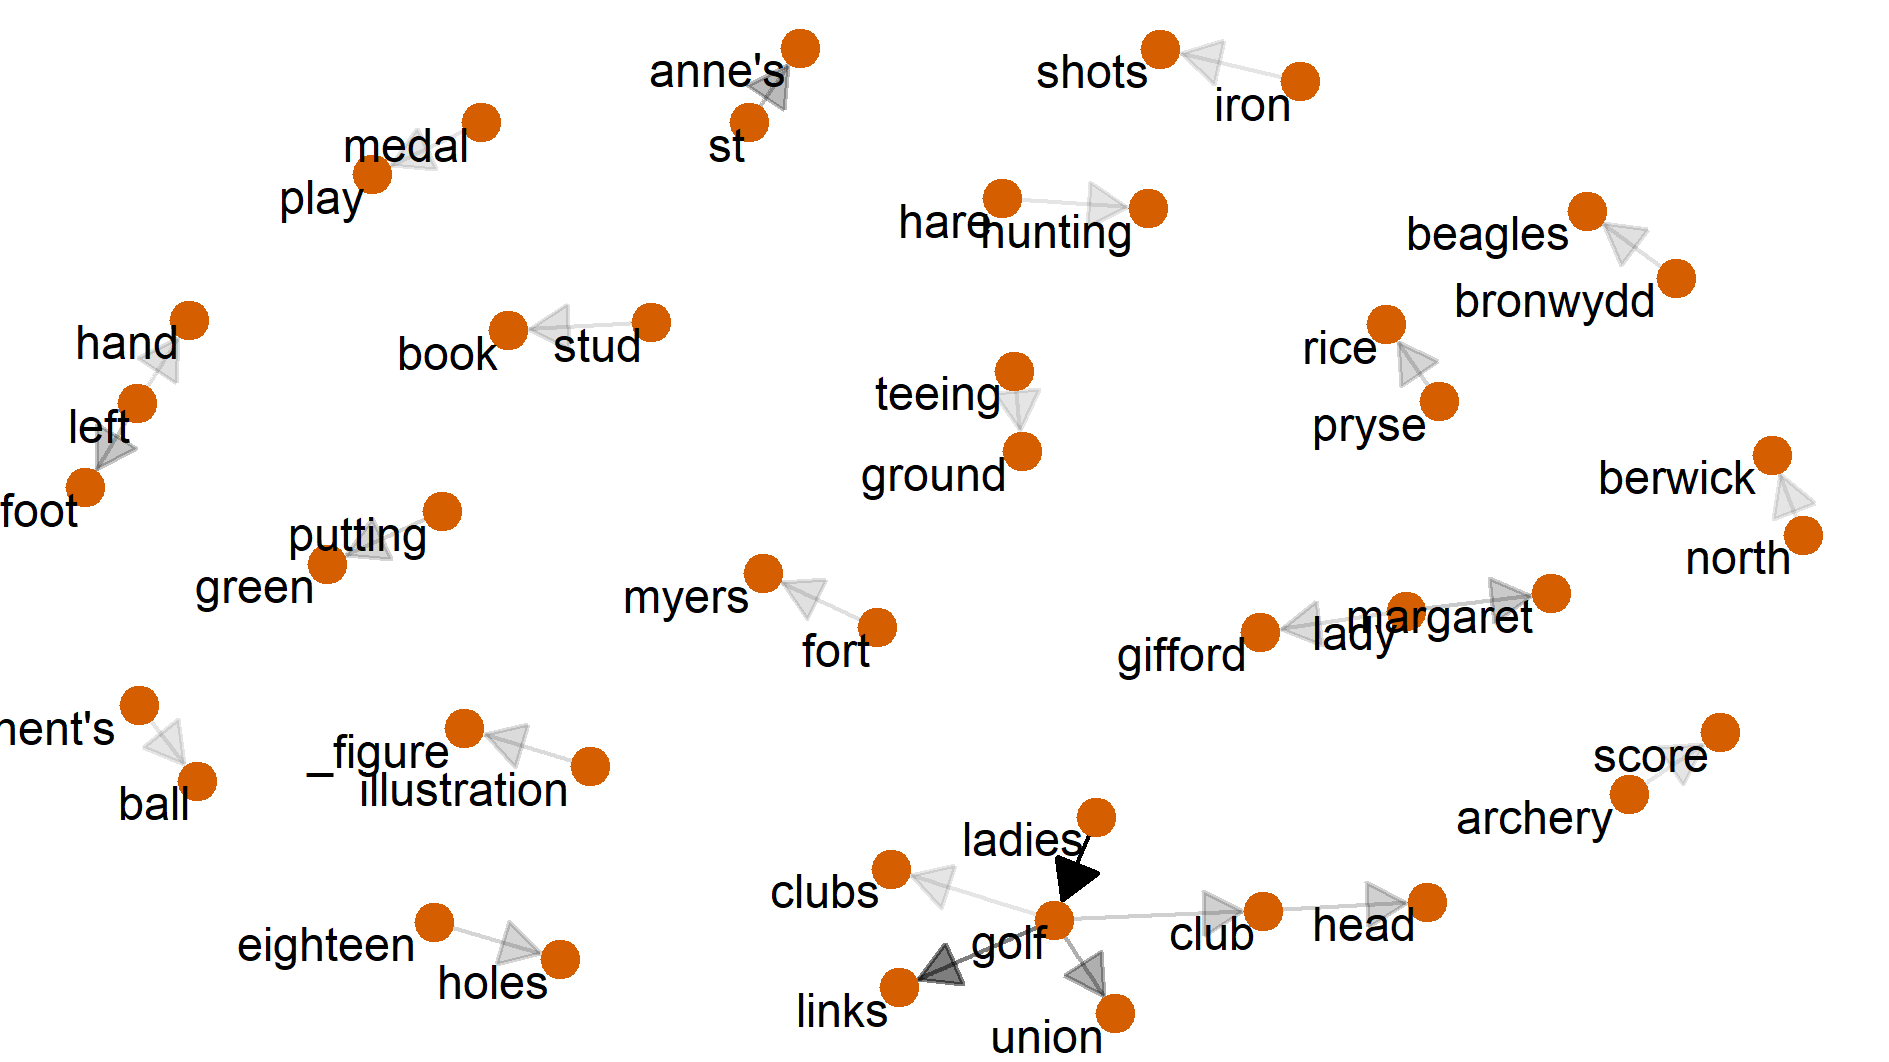 anne's
shots
iron
medal
st
play
hare
hunting
beagles
bronwydd
hand
book
stud
rice
teeing
left
pryse
ground
berwick
foot
putting
north
green
myers
margaret
lady
fort
gifford
nent's
_figure
score
illustration
ball
archery
ladies
clubs
head
club
golf
eighteen
holes
links
union